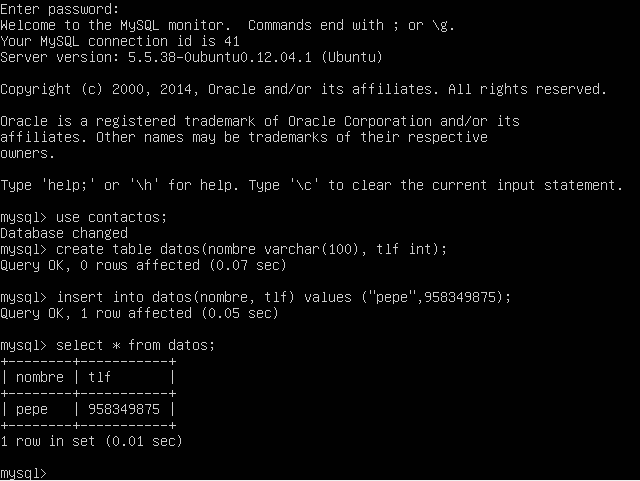 Enter password:
Welcome to the MySQL monitor.  Commands end with ; or \g.
Your MySQL connection id is 41
Server version: 5.5.38-0ubuntu0.12.04.1 (Ubuntu)

Copyright (c) 2000, 2014, Oracle and/or its affiliates. All rights reserved.

Oracle is a registered trademark of Oracle Corporation and/or its
affiliates. Other names may be trademarks of their respective
owners.

Type 'help;' or '\h' for help. Type '\c' to clear the current input statement.

mysql> use contactos;
Database changed
mysql> create table datos(nombre varchar(100), tlf int);
Query OK, 0 rows affected (0.07 sec)

mysql> insert into datos(nombre, tlf) values ("pepe",958349875);
Query OK, 1 row affected (0.05 sec)

mysql> select * from datos;
+--------+-----------+
| nombre | tlf       |
+--------+-----------+
| pepe   | 958349875 |
+--------+-----------+
1 row in set (0.01 sec)

mysql>